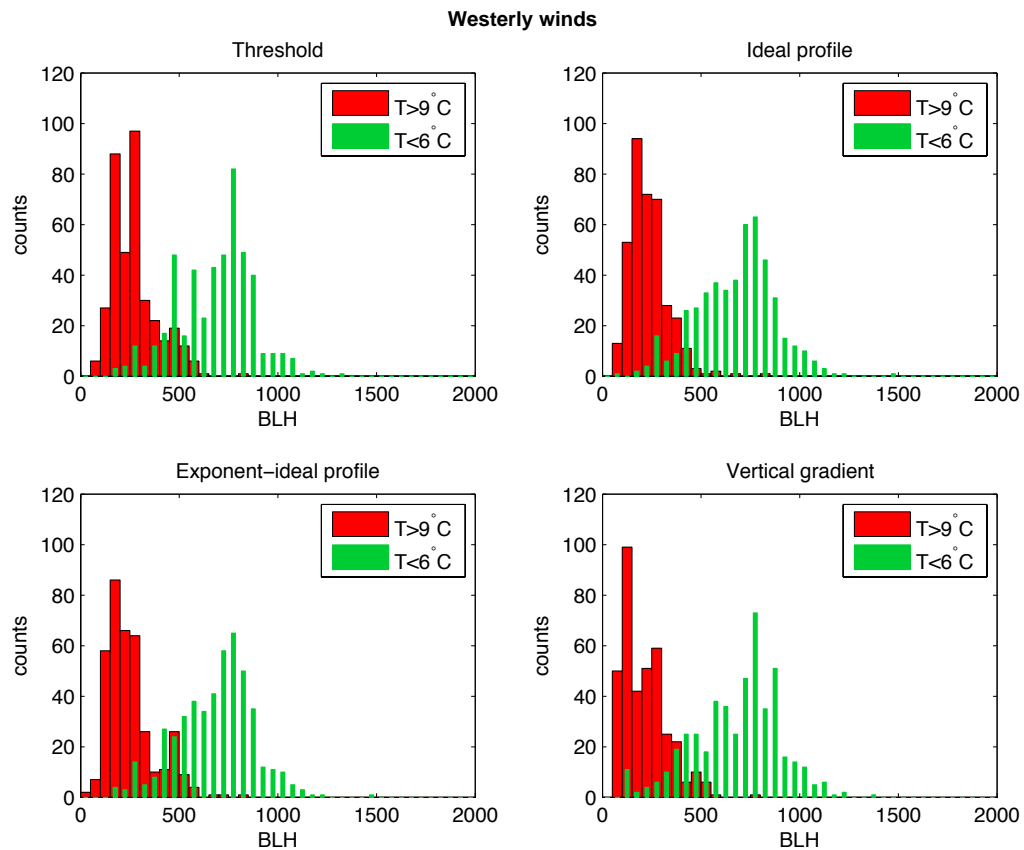 Westerly winds
Threshold
120
100
80
60
40
20
0
counts
0 500 1000 1500 2000
BLH
T>9°C
T<6°C
Ideal profile
120
100
80
60
40
20
0
counts
0 500 1000 1500 2000
BLH
T>9°C
T<6°C
Exponent−ideal profile
120
100
80
60
40
20
0
counts
0 500 1000 1500 2000
BLH
T>9°C
T<6°C
Vertical gradient
120
100
80
60
40
20
0
counts
0 500 1000 1500 2000
BLH
T>9°C
T<6°C